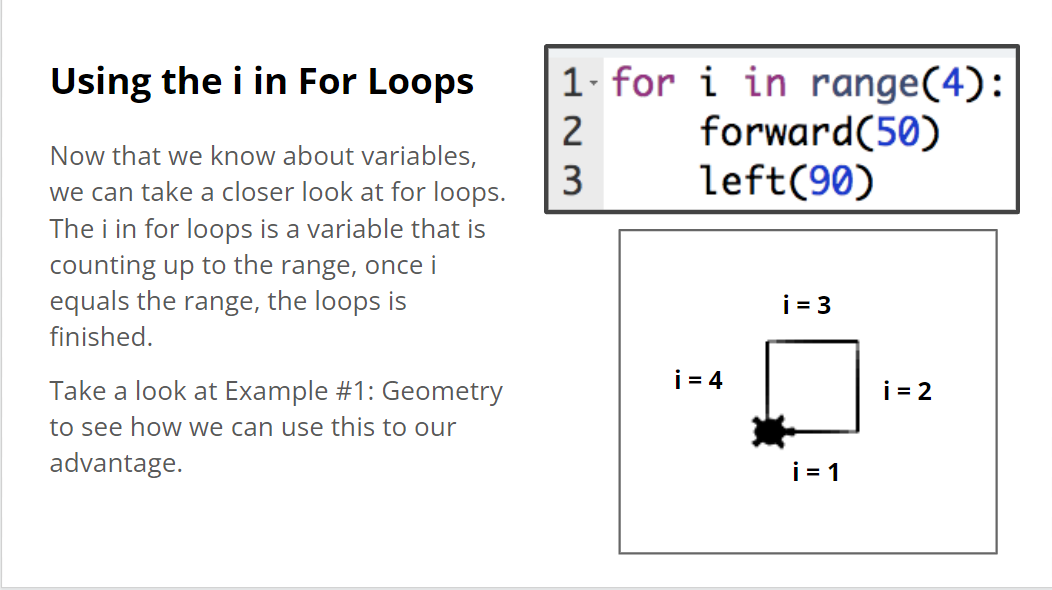 Using the i in For Loops
Now that we know about variables,
we can take a closer look at for loops.
The i in for loops is a variable that is
counting up to the range, once i
equals the range, the loops is
finished.
Take a look at Example #1: Geometry
to see how we can use this to our
advantage.
1 for i in range(4):
2 forward(50)
3 left(90)
i = 3
i = 4
i = 2
i = 1